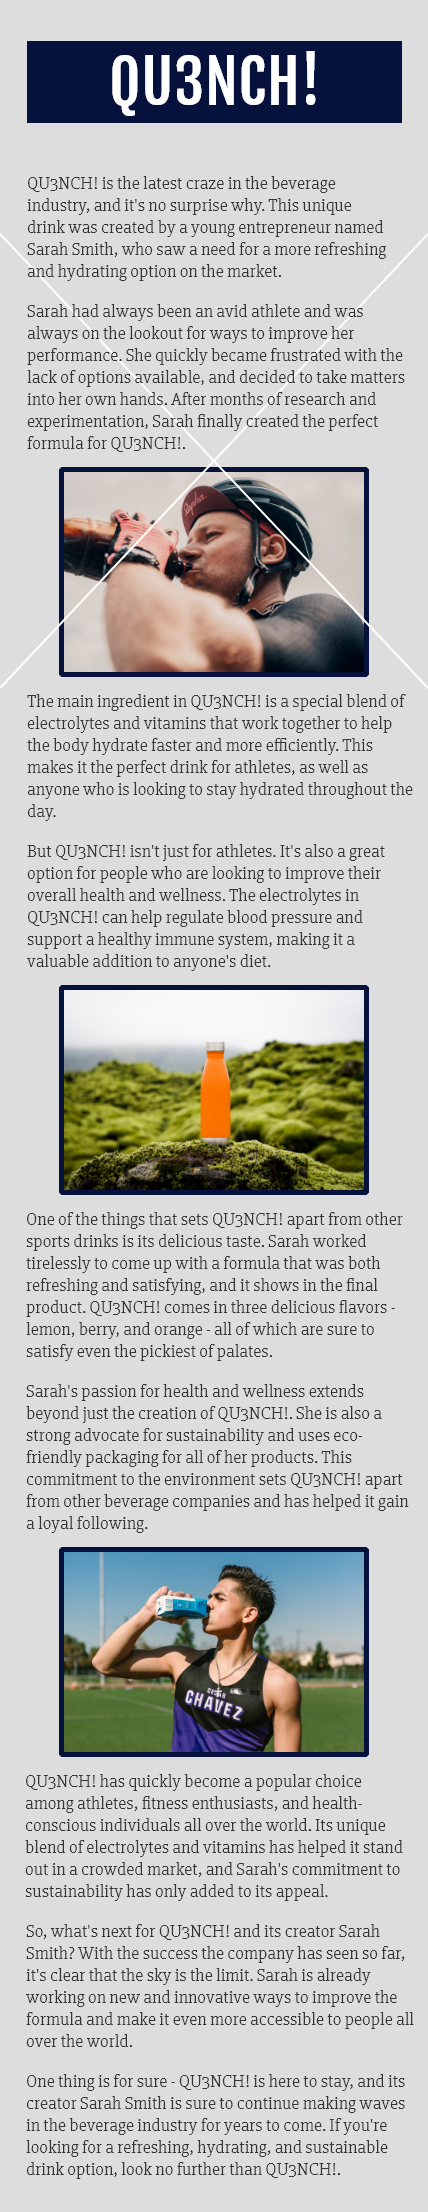 QU3NCH!
QU3NCH! is the latest craze in the beverage
industry, and it's no surprise why. This unique
drink was created by a young entrepreneur named
Sarah Smith, who saw a need for a more refreshing
and hydrating option on the market.
Sarah had always been an avid athlete and was
always on the lookout for ways to improve her
performance. She quickly became frustrated with the
lack of options available, and decided to take matters
into her own hands. After months of research and
experimentation, Sarah finally created the perfect
formula for QU3NCH!.
Rapha.
The main ingredient in QU3NCH! is a special blend of
electrolytes and vitamins that work together to help
the body hydrate faster and more efficiently. This
makes it the perfect drink for athletes, as well as
anyone who is looking to stay hydrated throughout the
day.
But QU3NCH! isn't just for athletes. It's also a great
option for people who are looking to improve their
overall health and wellness. The electrolytes in
QU3NCH! can help regulate blood pressure and
support a healthy immune system, making it a
valuable addition to anyone's diet.
One of the things that sets QU3NCH! apart from other
sports drinks is its delicious taste. Sarah worked
tirelessly to come up with a formula that was both
refreshing and satisfying, and it shows in the final
product. QU3NCH! comes in three delicious flavors -
lemon, berry, and orange - all of which are sure to
satisfy even the pickiest of palates.
Sarah's passion for health and wellness extends
beyond just the creation of QU3NCH!. She is also a
strong advocate for sustainability and uses eco-
friendly packaging for all of her products. This
commitment to the environment sets QU3NCH! apart
from other beverage companies and has helped it gain
a loyal following.
CHAVEZ
QU3NCH! has quickly become a popular choice
among athletes, fitness enthusiasts, and health-
conscious individuals all over the world. Its unique
blend of electrolytes and vitamins has helped it stand
out in a crowded market, and Sarah's commitment to
sustainability has only added to its appeal.
So, what's next for QU3NCH! and its creator Sarah
Smith? With the success the company has seen so far,
it's clear that the sky is the limit. Sarah is already
working on new and innovative ways to improve the
formula and make it even more accessible to people all
over the world.
One thing is for sure - QU3NCH! is here to stay, and its
creator Sarah Smith is sure to continue making waves
in the beverage industry for years to come. If you're
looking for a refreshing, hydrating, and sustainable
drink option, look no further than QU3NCH!.